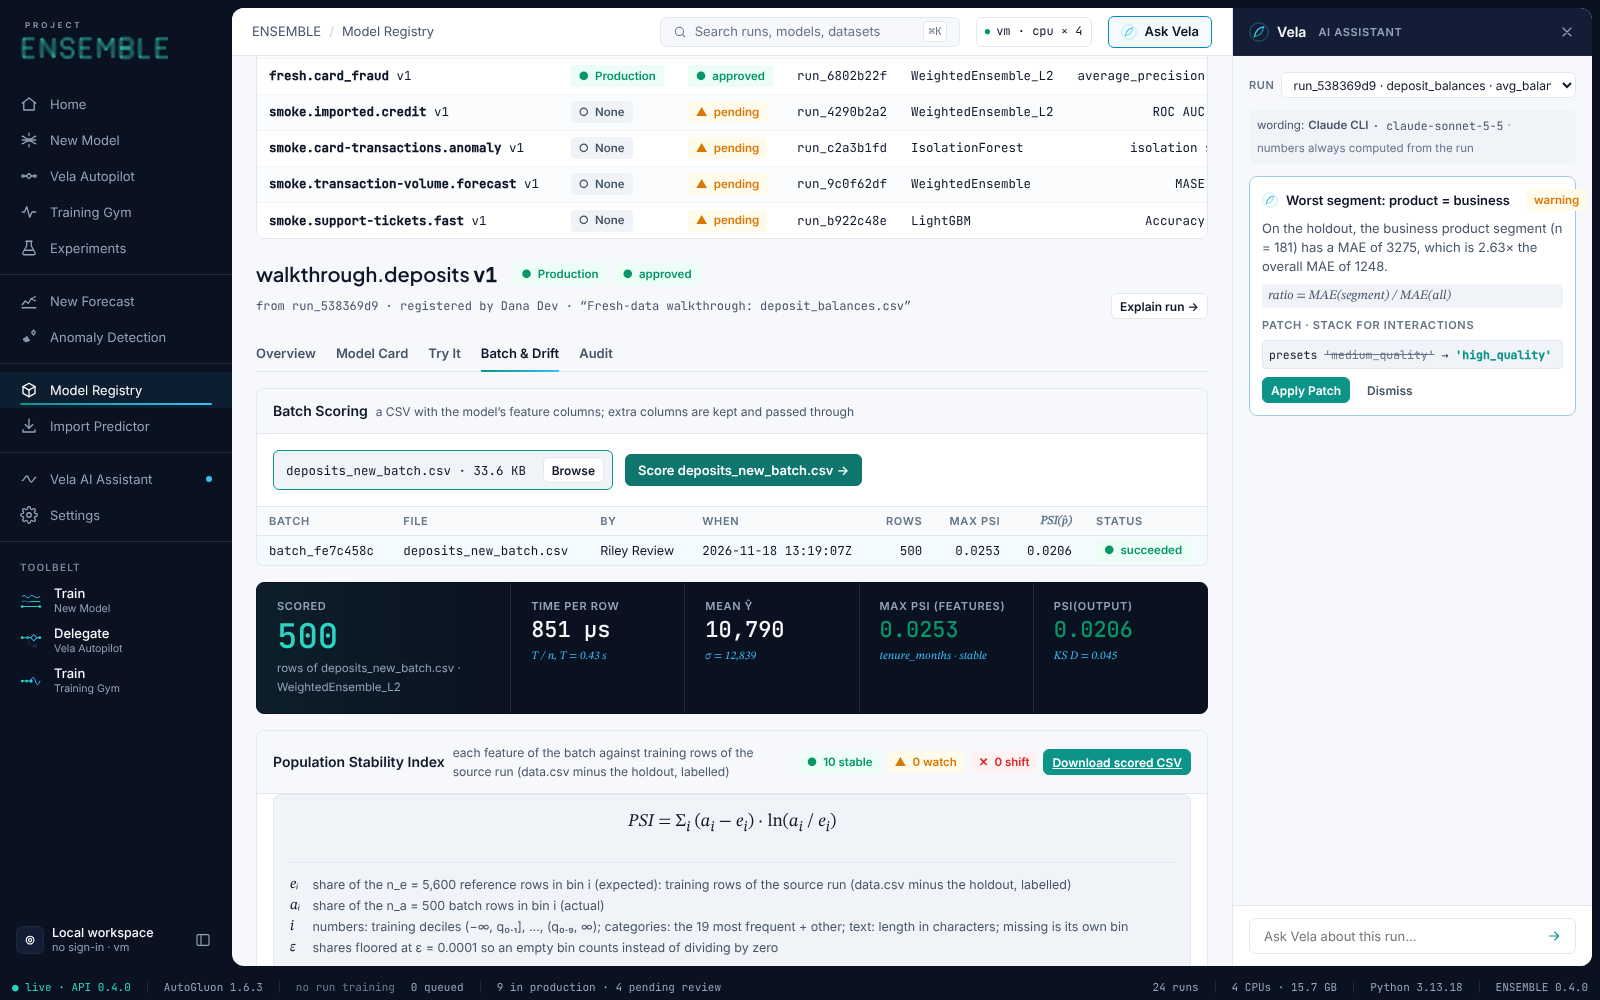 PROJECT
ENSEMBLE
Home
New Model
Vela Autopilot
Training Gym
Experiments
New Forecast
Anomaly Detection
Model Registry
Import Predictor
Vela AI Assistant
Settings
TOOLBELT
Train
New Model
Delegate
Vela Autopilot
Train
Training Gym
Local workspace
no sign-in · vm
ENSEMBLE / Model Registry
Search runs, models, datasets ⌘K
vm · cpu × 4
Ask Vela
fresh.card_fraud v1 Production approved run_6802b22f WeightedEnsemble_L2 average_precision
smoke.imported.credit v1 None pending run_4290b2a2 WeightedEnsemble_L2 ROC AUC
smoke.card-transactions.anomaly v1 None pending run_c2a3b1fd IsolationForest isolation
smoke.transaction-volume.forecast v1 None pending run_9c0f62df WeightedEnsemble MASE
smoke.support-tickets.fast v1 None pending run_b922c48e LightGBM Accuracy
walkthrough.deposits v1 Production approved
from run_538369d9 · registered by Dana Dev · “Fresh-data walkthrough: deposit_balances.csv”
Explain run →
Overview Model Card Try It Batch & Drift Audit
Batch Scoring a CSV with the model’s feature columns; extra columns are kept and passed through
deposits_new_batch.csv · 33.6 KB Browse Score deposits_new_batch.csv →
BATCH FILE BY WHEN ROWS MAX PSI PSI(ŷ) STATUS
batch_fe7c458c deposits_new_batch.csv Riley Review 2026-11-18 13:19:07Z 500 0.0253 0.0206 succeeded
SCORED TIME PER ROW MEAN Ŷ MAX PSI (FEATURES) PSI(OUTPUT)
500 851 µs 10,790 0.0253 0.0206
T / n, T = 0.43 s σ = 12,839 tenure_months · stable KS D = 0.045
rows of deposits_new_batch.csv ·
WeightedEnsemble_L2
Population Stability Index
each feature of the batch against training rows of the
source run (data.csv minus the holdout, labelled)
10 stable 0 watch 0 shift Download scored CSV
PSI = Σi (ai − ei) · ln(ai / ei)
ei share of the n_e = 5,600 reference rows in bin i (expected): training rows of the source run (data.csv minus the holdout, labelled)
ai share of the n_a = 500 batch rows in bin i (actual)
i numbers: training deciles (−∞, q₀.₁], …, (q₀.₉, ∞); categories: the 19 most frequent + other; text: length in characters; missing is its own bin
ε shares floored at ε = 0.0001 so an empty bin counts instead of dividing by zero
Vela AI ASSISTANT
RUN run_538369d9 · deposit_balances · avg_balar
wording: Claude CLI · claude-sonnet-5-5 ·
numbers always computed from the run
Worst segment: product = business warning
On the holdout, the business product segment (n
= 181) has a MAE of 3275, which is 2.63× the
overall MAE of 1248.
ratio = MAE(segment) / MAE(all)
PATCH · STACK FOR INTERACTIONS
presets 'medium_quality' → 'high_quality'
Apply Patch Dismiss
Ask Vela about this run...
live · API 0.4.0 AutoGluon 1.6.3 no run training 0 queued 9 in production · 4 pending review 24 runs 4 CPUs · 15.7 GB Python 3.13.18 ENSEMBLE 0.4.0